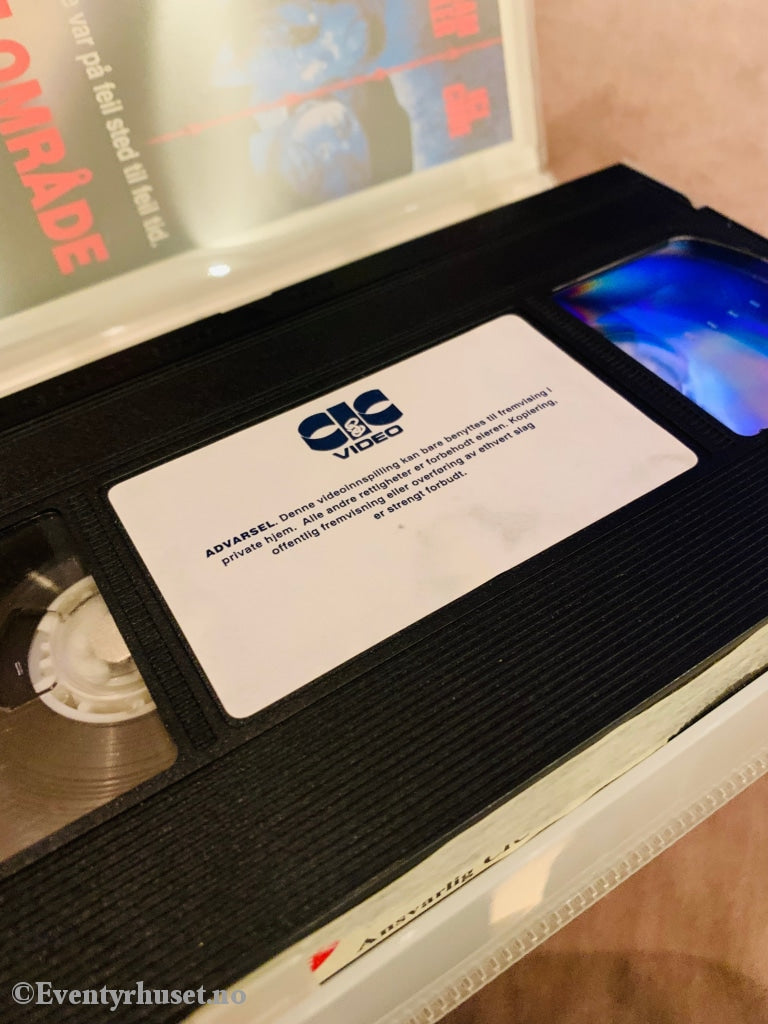 e var på feil sted til feil tid.
OMRÅDE
CIC
VIDEO
ADVARSEL. Denne videoinnspilling kan bare benyttes til fremvising i
private hjem. Alle andre rettigheter er forbeholdt eieren. Kopiering,
offentlig fremvisning eller overføring av ethvert slag
er strengt forbudt.
Ansvarlig
©Eventyrhuset.no